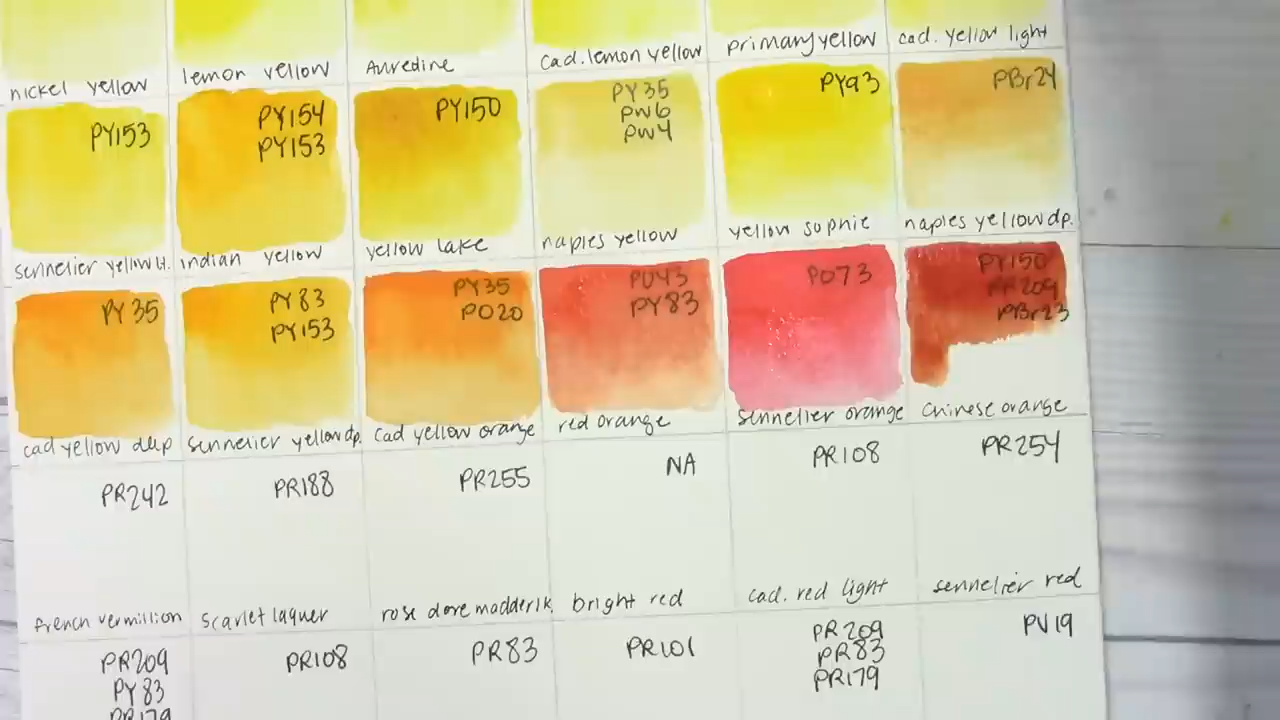 nickel yellow
lemon yellow
Auredine
cad.lemon yellow
primary yellow
cad. yellow light
PY153
PY154
PY153
PY150
PY35
PW6
PW4
PY93
PBr24
sennelier yellow lt.
indian yellow
yellow lake
naples yellow
yellow sophie
naples yellow dp.
PY35
PY83
PY153
PY35
PO20
PO43
PY83
PO73
PY150
PR209
PBr23
cad yellow deep
sennelier yellow dp.
cad yellow orange
red orange
sennelier orange
chinese orange
PR242
PR188
PR255
NA
PR108
PR254
french vermillion
scarlet laquer
rose dore madder lk.
bright red
cad. red light
sennelier red
PR209
PY83
PR179
PR108
PR83
PR101
PR209
PR83
PR179
PV19